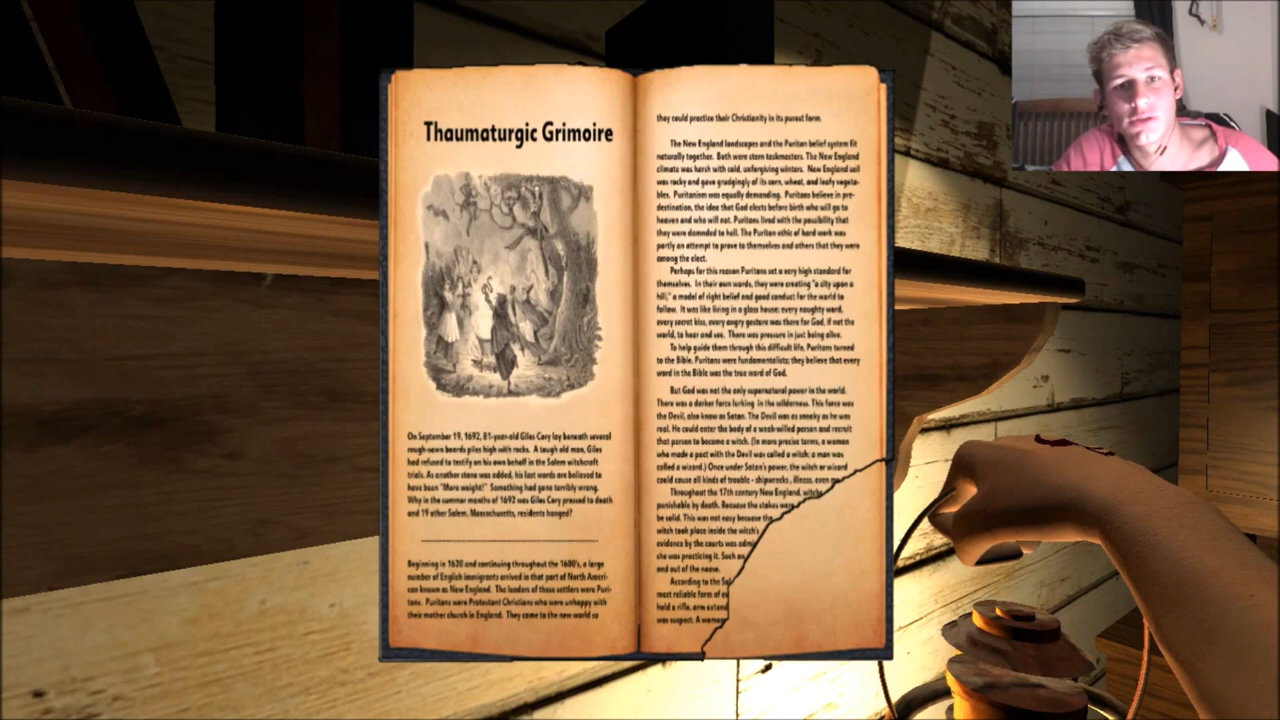 Thaumaturgic Grimoire
On September 19, 1692, 81-year-old Giles Cory lay beneath several
rough-sewn boards piles high with rocks. A tough old man, Giles
had refused to testify on his own behalf in the Salem witchcraft
trials. As another stone was added, his last words are believed to
have been "More weight!" Something had gone terribly wrong.
Why in the summer months of 1692 was Giles Cory pressed to death
and 19 other Salem, Massachusetts, residents hanged?
Beginning in 1620 and continuing throughout the 1600's, a large
number of English immigrants arrived in that part of North Ameri-
can known as New England. The leaders of these settlers were Puri-
tans. Puritans were Protestant Christians who were unhappy with
their mother church in England. They came to the new world so
they could practice their Christianity in its purest form.
The New England landscapes and the Puritan belief system fit
naturally together. Both were stern taskmasters. The New England
climate was harsh with cold, unforgiving winters. New England soil
was rocky and gave grudgingly of its corn, wheat, and leafy vegeta-
bles. Puritanism was equally demanding. Puritans believe in pre-
destination, the idea that God elects before birth who will go to
heaven and who will not. Puritans lived with the possibility that
they were damnded to hell. The Puritan ethic of hard work was
partly an attempt to prove to themselves and others that they were
among the elect.
Perhaps for this reason Puritans set a very high standard for
themselves. In their own words, they were creating "a city upon a
hill," a model of right belief and good conduct for the world to
follow. It was like living in a glass house; every naughty word,
every secret kiss, every angry gesture was there for God, if not the
world, to hear and see. There was pressure in just being alive.
To help guide them through this difficult life, Puritans turned
to the Bible. Puritans were fundamentalists; they believe that every
word in the Bible was the true word of God.
But God was not the only supernatural power in the world.
There was a darker force lurking in the wilderness. This force was
the Devil, also know as Satan. The Devil was as sneaky as he was
real. He could enter the body of a weak-willed person and recruit
that person to become a witch. (In more precise terms, a woman
who made a pact with the Devil was called a witch; a man was
called a wizard.) Once under Satan's power, the witch or wizard
could cause all kinds of trouble - shipwrecks, illness, even
Throughout the 17th century New England,
punishable by death. Because the stakes
be solid. This was not easy because the
witch took place inside the witch's
evidence by the courts was
she was practicing it. Such
and out of the noose.
According to the
most reliable form of
held a rifle, arm
was suspect. A